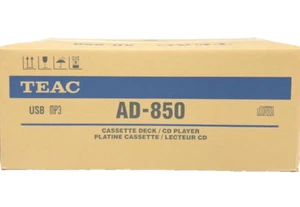 TEAC
USB MP3
AD-850
CASSETTE DECK / CD PLAYER
PLATINE CASSETTE / LECTEUR CD